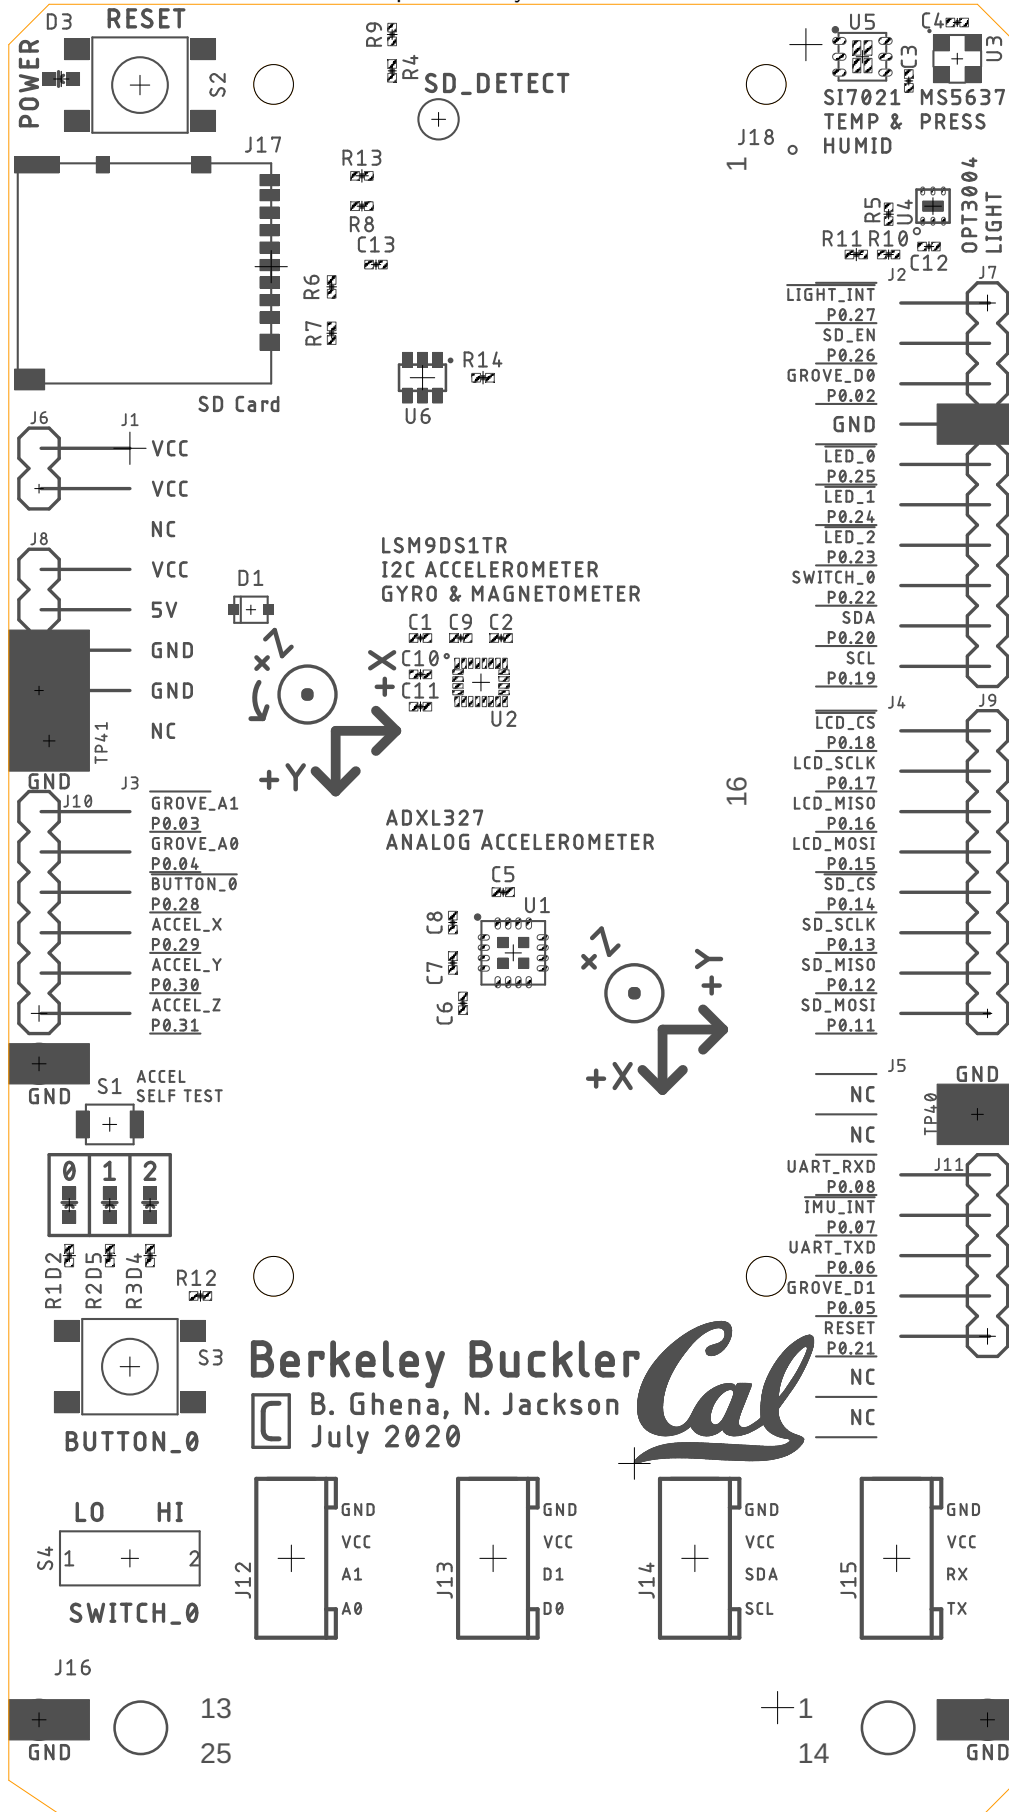 D3
RESET
POWER
S2
R9
R4
SD_DETECT
U5
C4
U3
C3
SI7021 MS5637
TEMP & PRESS
HUMID
J18
1
J17
R13
R8
C13
R6
R7
R5
U4
OPT3004
LIGHT
R11 R10
C12
J2
J7
LIGHT_INT
P0.27
SD_EN
P0.26
GROVE_D0
P0.02
GND
LED_0
P0.25
LED_1
P0.24
LED_2
P0.23
SWITCH_0
P0.22
SDA
P0.20
SCL
P0.19
R14
U6
SD Card
J6
J1
VCC
VCC
NC
J8
VCC
5V
GND
GND
NC
TP41
GND
LSM9DS1TR
I2C ACCELEROMETER
GYRO & MAGNETOMETER
D1
C1 C9 C2
C10
C11
U2
+X
xZ
+Y
J4
J9
LCD_CS
P0.18
LCD_SCLK
P0.17
LCD_MISO
P0.16
LCD_MOSI
P0.15
SD_CS
P0.14
SD_SCLK
P0.13
SD_MISO
P0.12
SD_MOSI
P0.11
16
J3
J10
GROVE_A1
P0.03
GROVE_A0
P0.04
BUTTON_0
P0.28
ACCEL_X
P0.29
ACCEL_Y
P0.30
ACCEL_Z
P0.31
GND
ADXL327
ANALOG ACCELEROMETER
C5
U1
C8
C7
C6
xZ
+Y
+X
S1
ACCEL
SELF TEST
0 1 2
R1D2
R2D5
R3D4
R12
S3
BUTTON_0
J5
NC
NC
GND
TP40
J11
UART_RXD
P0.08
IMU_INT
P0.07
UART_TXD
P0.06
GROVE_D1
P0.05
RESET
P0.21
NC
NC
Berkeley Buckler
Cal
C
B. Ghena, N. Jackson
July 2020
LO HI
S4
1 2
SWITCH_0
J12
GND
VCC
A1
A0
J13
GND
VCC
D1
D0
J14
GND
VCC
SDA
SCL
J15
GND
VCC
RX
TX
J16
GND
13
25
1
14
GND